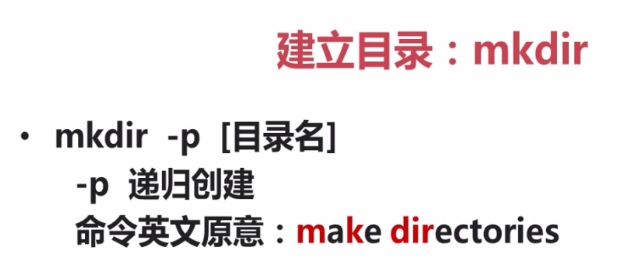 建立目录：mkdir
• mkdir -p [目录名]
-p 递归创建
命令英文原意：make directories